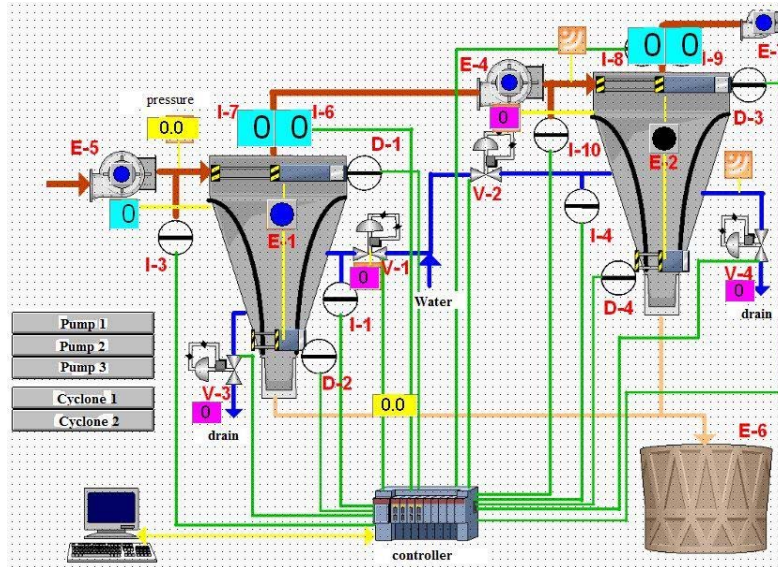 I-8
0
0
I-9
E-
E-4
pressure
I-7
I-6
0
D-3
0.0
0
0
D-1
E-2
I-10
E-5
V-2
0
E-1
I-4
I-3
V-1
0
V-4
Water
D-4
0
I-1
drain
Pump 1
Pump 2
Pump 3
D-2
V-3
Cyclone 1
0
0.0
Cyclone 2
drain
E-6
controller